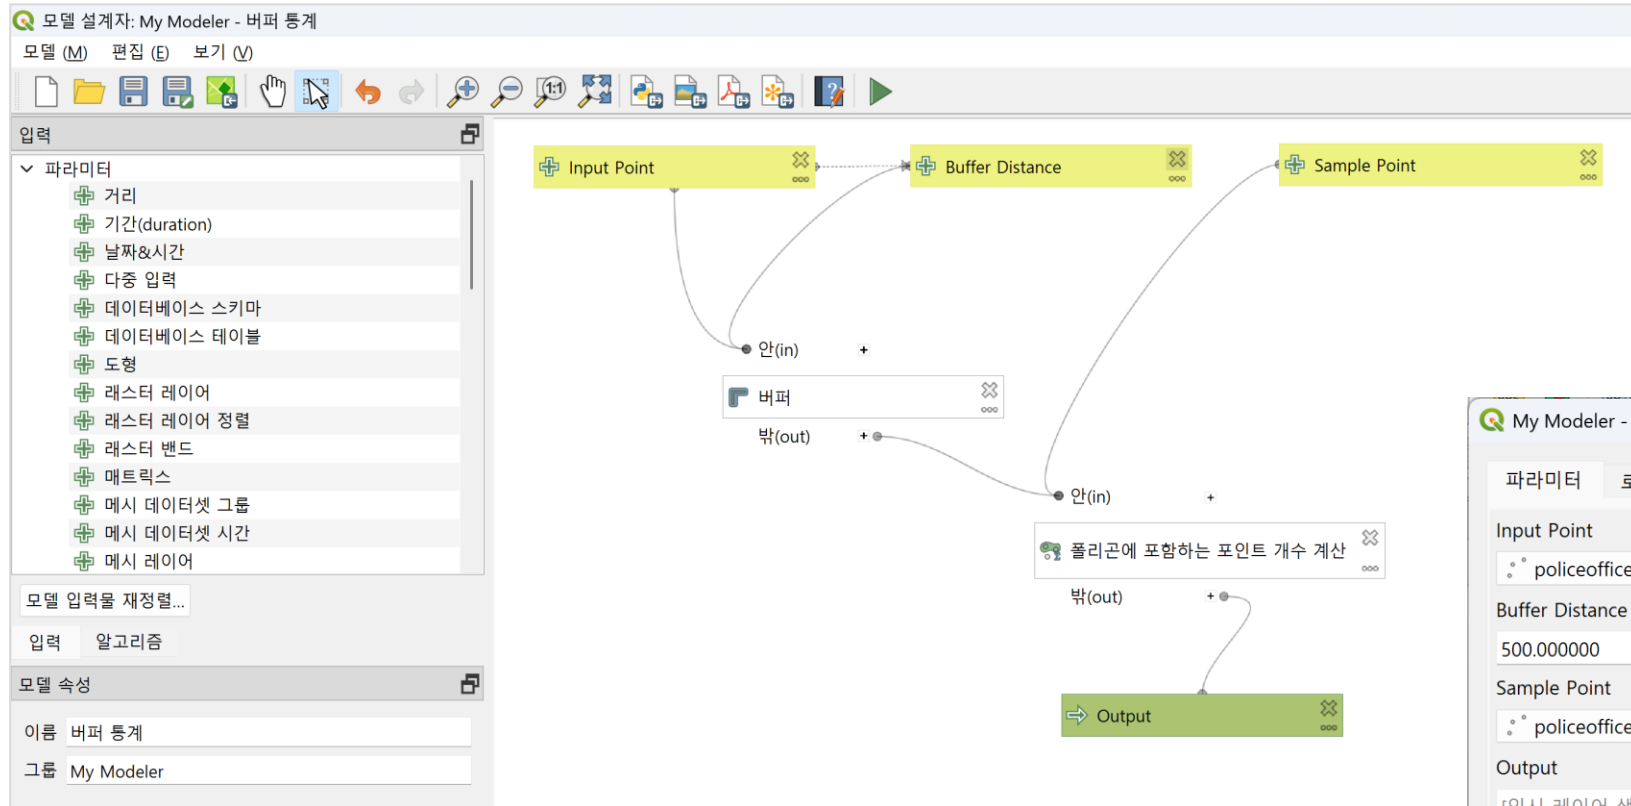 모델 설계자: My Modeler - 버퍼 통계
모델 (M) 편집 (E) 보기 (V)
1:1
입력
파라미터
거리
기간(duration)
날짜&시간
다중 입력
데이터베이스 스키마
데이터베이스 테이블
도형
래스터 레이어
래스터 레이어 정렬
래스터 밴드
매트릭스
메시 데이터셋 그룹
메시 데이터셋 시간
메시 레이어
모델 입력물 재정렬...
입력 알고리즘
모델 속성
이름 버퍼 통계
그룹 My Modeler
Input Point
Buffer Distance
Sample Point
안(in) +
버퍼
밖(out) +
안(in) +
폴리곤에 포함하는 포인트 개수 계산
밖(out) +
Output
My Modeler -
파라미터
Input Point
policeoffice
Buffer Distance
500.000000
Sample Point
policeoffice
Output